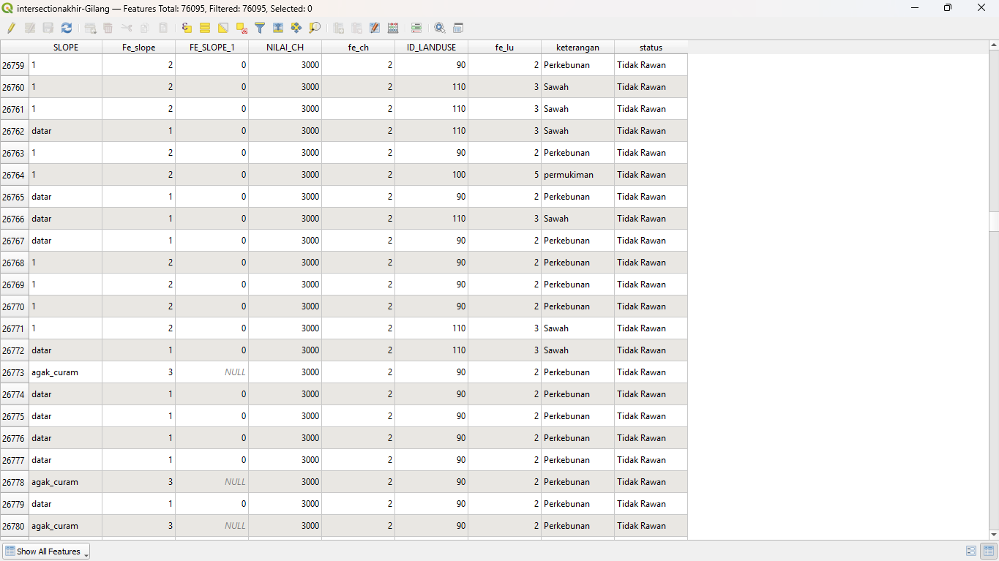 intersectionakhir-Gilang — Features Total: 76095, Filtered: 76095, Selected: 0
SLOPE Fe_slope FE_SLOPE_1 NILAI_CH fe_ch ID_LANDUSE fe_lu keterangan status
26759 1 2 0 3000 2 90 2 Perkebunan Tidak Rawan
26760 1 2 0 3000 2 110 3 Sawah Tidak Rawan
26761 1 2 0 3000 2 110 3 Sawah Tidak Rawan
26762 datar 1 0 3000 2 110 3 Sawah Tidak Rawan
26763 1 2 0 3000 2 90 2 Perkebunan Tidak Rawan
26764 1 2 0 3000 2 100 5 permukiman Tidak Rawan
26765 datar 1 0 3000 2 90 2 Perkebunan Tidak Rawan
26766 datar 1 0 3000 2 110 3 Sawah Tidak Rawan
26767 datar 1 0 3000 2 90 2 Perkebunan Tidak Rawan
26768 1 2 0 3000 2 90 2 Perkebunan Tidak Rawan
26769 1 2 0 3000 2 90 2 Perkebunan Tidak Rawan
26770 1 2 0 3000 2 90 2 Perkebunan Tidak Rawan
26771 1 2 0 3000 2 110 3 Sawah Tidak Rawan
26772 datar 1 0 3000 2 110 3 Sawah Tidak Rawan
26773 agak_curam 3 NULL 3000 2 90 2 Perkebunan Tidak Rawan
26774 datar 1 0 3000 2 90 2 Perkebunan Tidak Rawan
26775 datar 1 0 3000 2 90 2 Perkebunan Tidak Rawan
26776 datar 1 0 3000 2 90 2 Perkebunan Tidak Rawan
26777 datar 1 0 3000 2 90 2 Perkebunan Tidak Rawan
26778 agak_curam 3 NULL 3000 2 90 2 Perkebunan Tidak Rawan
26779 datar 1 0 3000 2 90 2 Perkebunan Tidak Rawan
26780 agak_curam 3 NULL 3000 2 90 2 Perkebunan Tidak Rawan
Show All Features